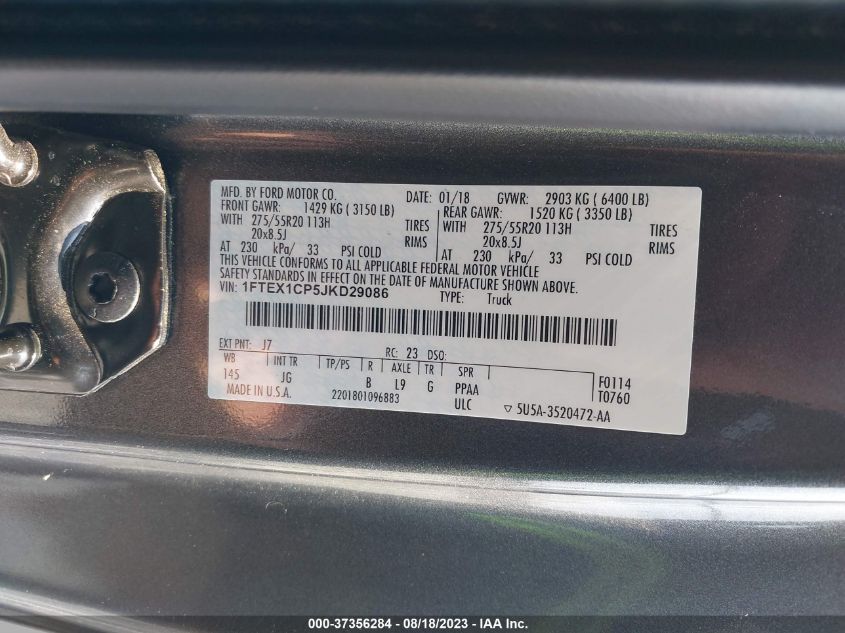 MFD. BY FORD MOTOR CO.
DATE: 01/18 GVWR: 2903 KG ( 6400 LB)
FRONT GAWR: 1429 KG ( 3150 LB) REAR GAWR: 1520 KG ( 3350 LB)
WITH 275/55R20 113H TIRES WITH 275/55R20 113H TIRES
20x8.5J RIMS 20x8.5J RIMS
AT 230 kPa/ 33 PSI COLD AT 230 kPa/ 33 PSI COLD
THIS VEHICLE CONFORMS TO ALL APPLICABLE FEDERAL MOTOR VEHICLE
SAFETY STANDARDS IN EFFECT ON THE DATE OF MANUFACTURE SHOWN ABOVE.
VIN: 1FTEX1CP5JKD29086 TYPE: Truck
EXT PNT: J7 RC: 23 DSO:
WB INT TR TP/PS R AXLE TR SPR
145 JG B L9 G PPAA F0114
T0760
MADE IN U.S.A. 2201801096883 ULC ▽ 5U5A-3520472-AA
000-37356284 - 08/18/2023 - IAA Inc.